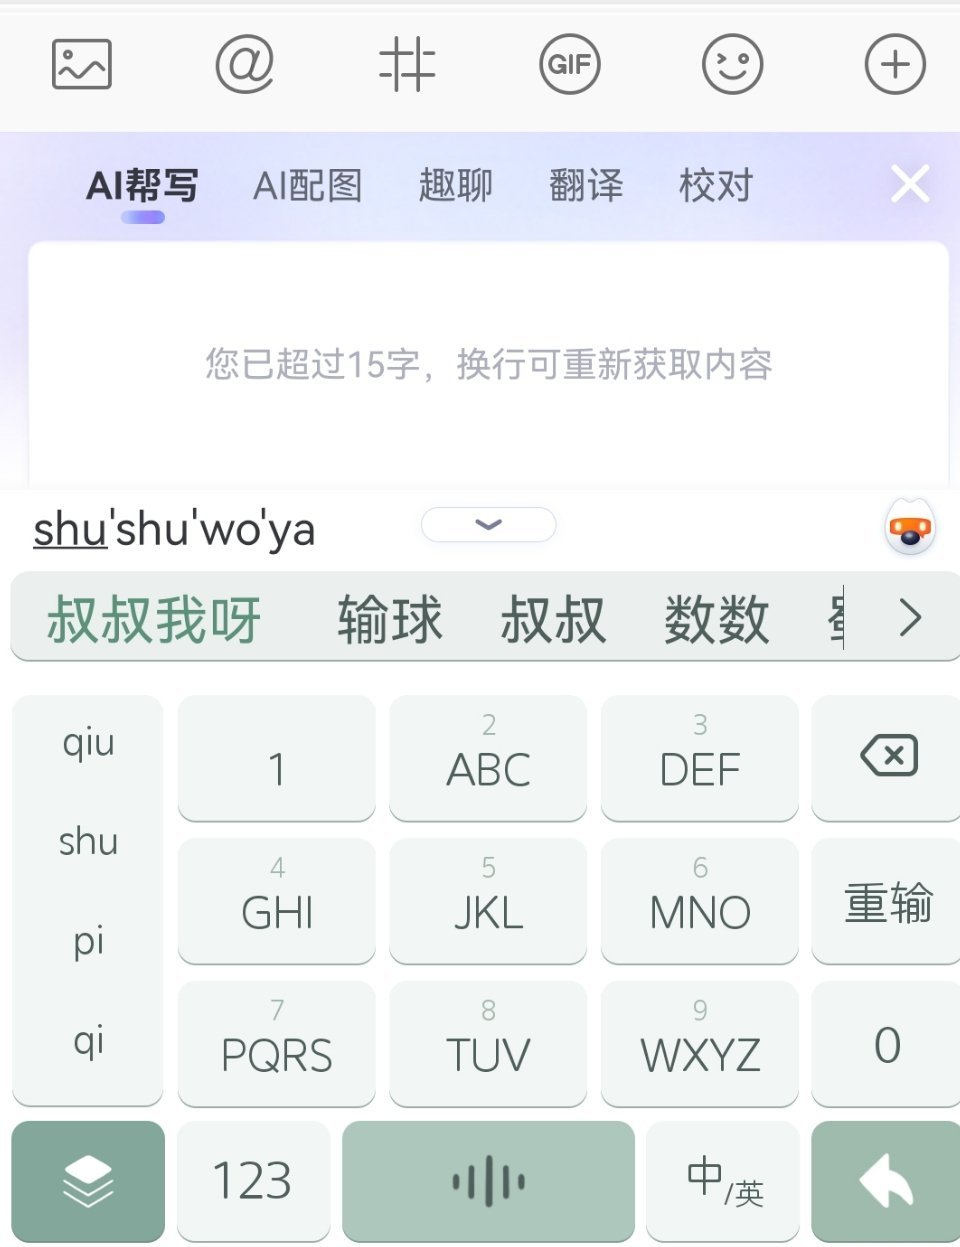 @ GIF
AI帮写 AI配图 趣聊 翻译 校对
您已超过15字，换行可重新获取内容
shu'shu'wo'ya
叔叔我呀 输球 叔叔 数数
qiu
shu
pi
qi
1
2
ABC
3
DEF
4
GHI
5
JKL
6
MNO
重输
7
PQRS
8
TUV
9
WXYZ
0
123
中/英